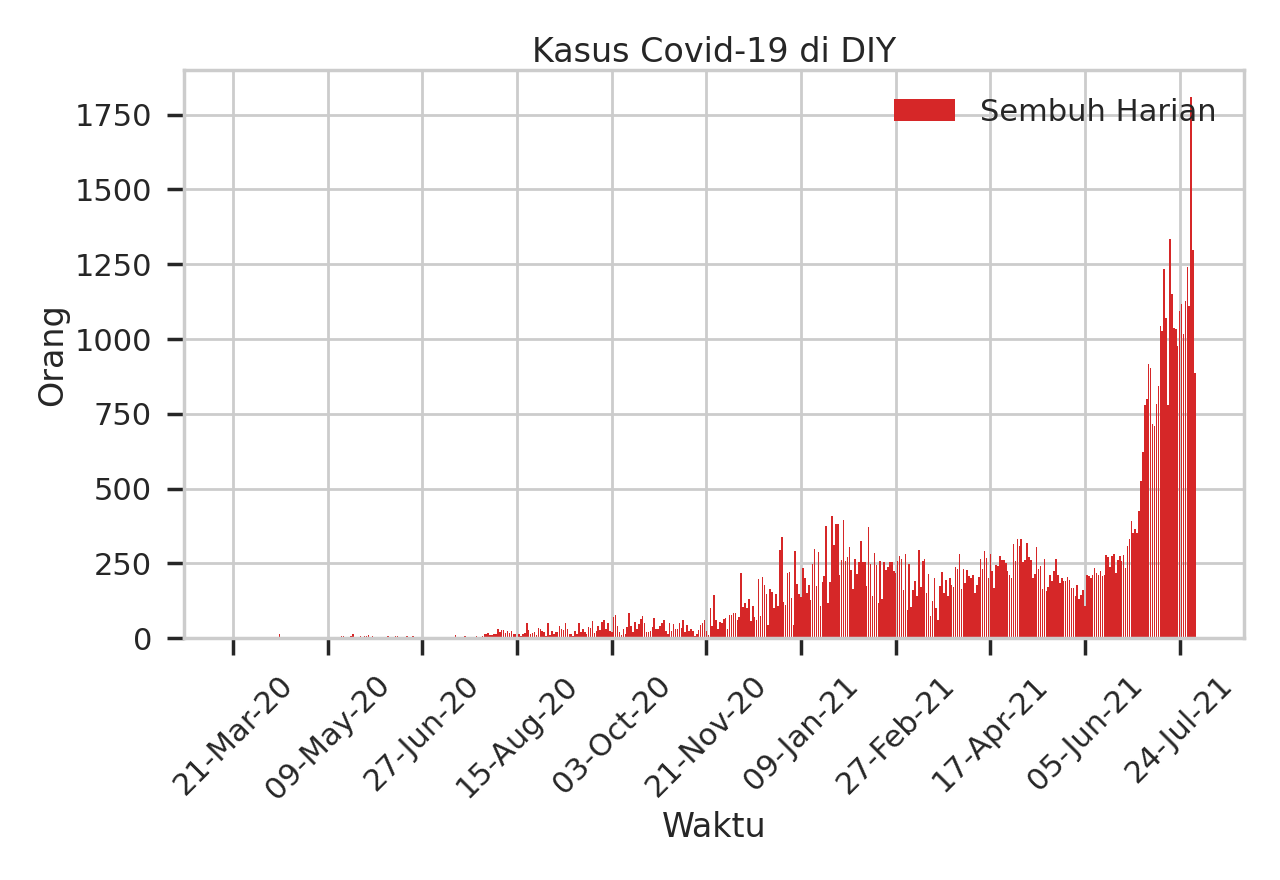 Kasus Covid-19 di DIY
Sembuh Harian
1750
1500
1250
1000
750
500
250
0
Orang
21-Mar-20
09-May-20
27-Jun-20
15-Aug-20
03-Oct-20
21-Nov-20
09-Jan-21
27-Feb-21
17-Apr-21
05-Jun-21
24-Jul-21
Waktu